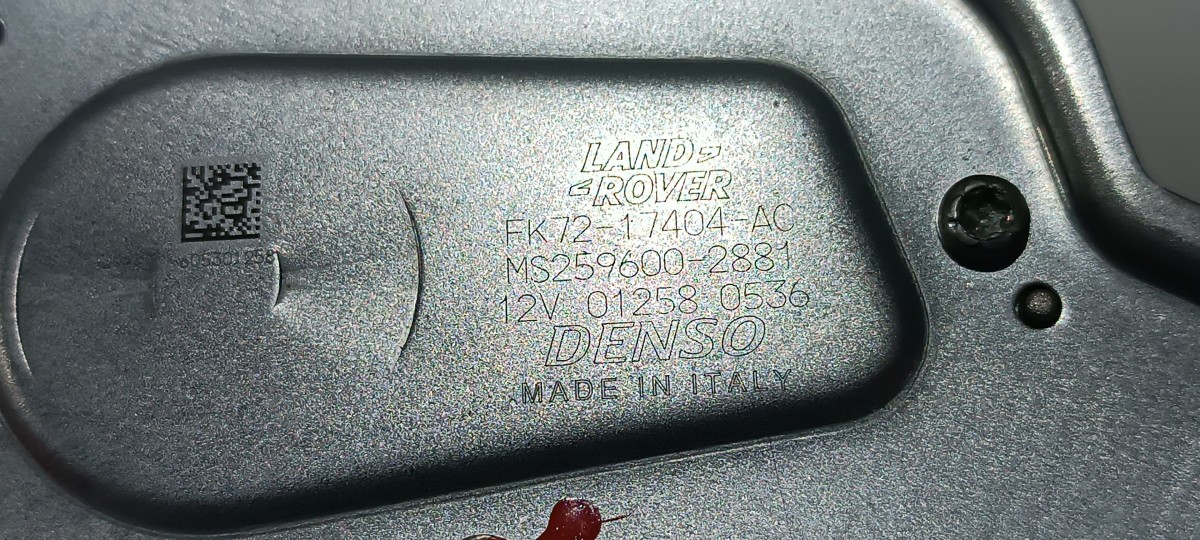 LAND
ROVER
FK72-17404-AC
MS259600-2881
12V 01258 0536
DENSO
MADE IN ITALY